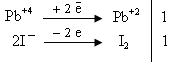 Pb⁺⁴ + 2 e̅ → Pb⁺² | 1
2I⁻ − 2 e → I₂ | 1